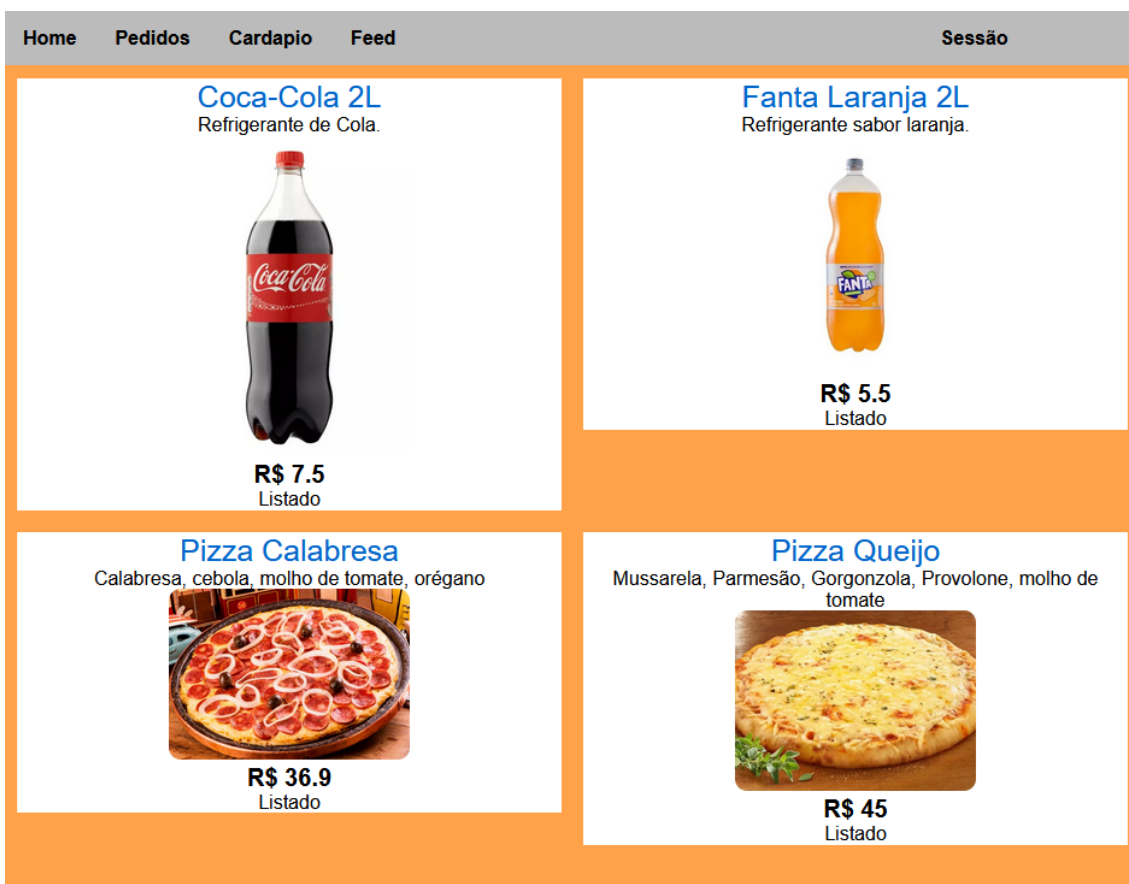 Home Pedidos Cardapio Feed Sessão
Coca-Cola 2L
Refrigerante de Cola.
Coca-Cola
R$ 7.5
Listado
Fanta Laranja 2L
Refrigerante sabor laranja.
FANTA
R$ 5.5
Listado
Pizza Calabresa
Calabresa, cebola, molho de tomate, orégano
R$ 36.9
Listado
Pizza Queijo
Mussarela, Parmesão, Gorgonzola, Provolone, molho de
tomate
R$ 45
Listado